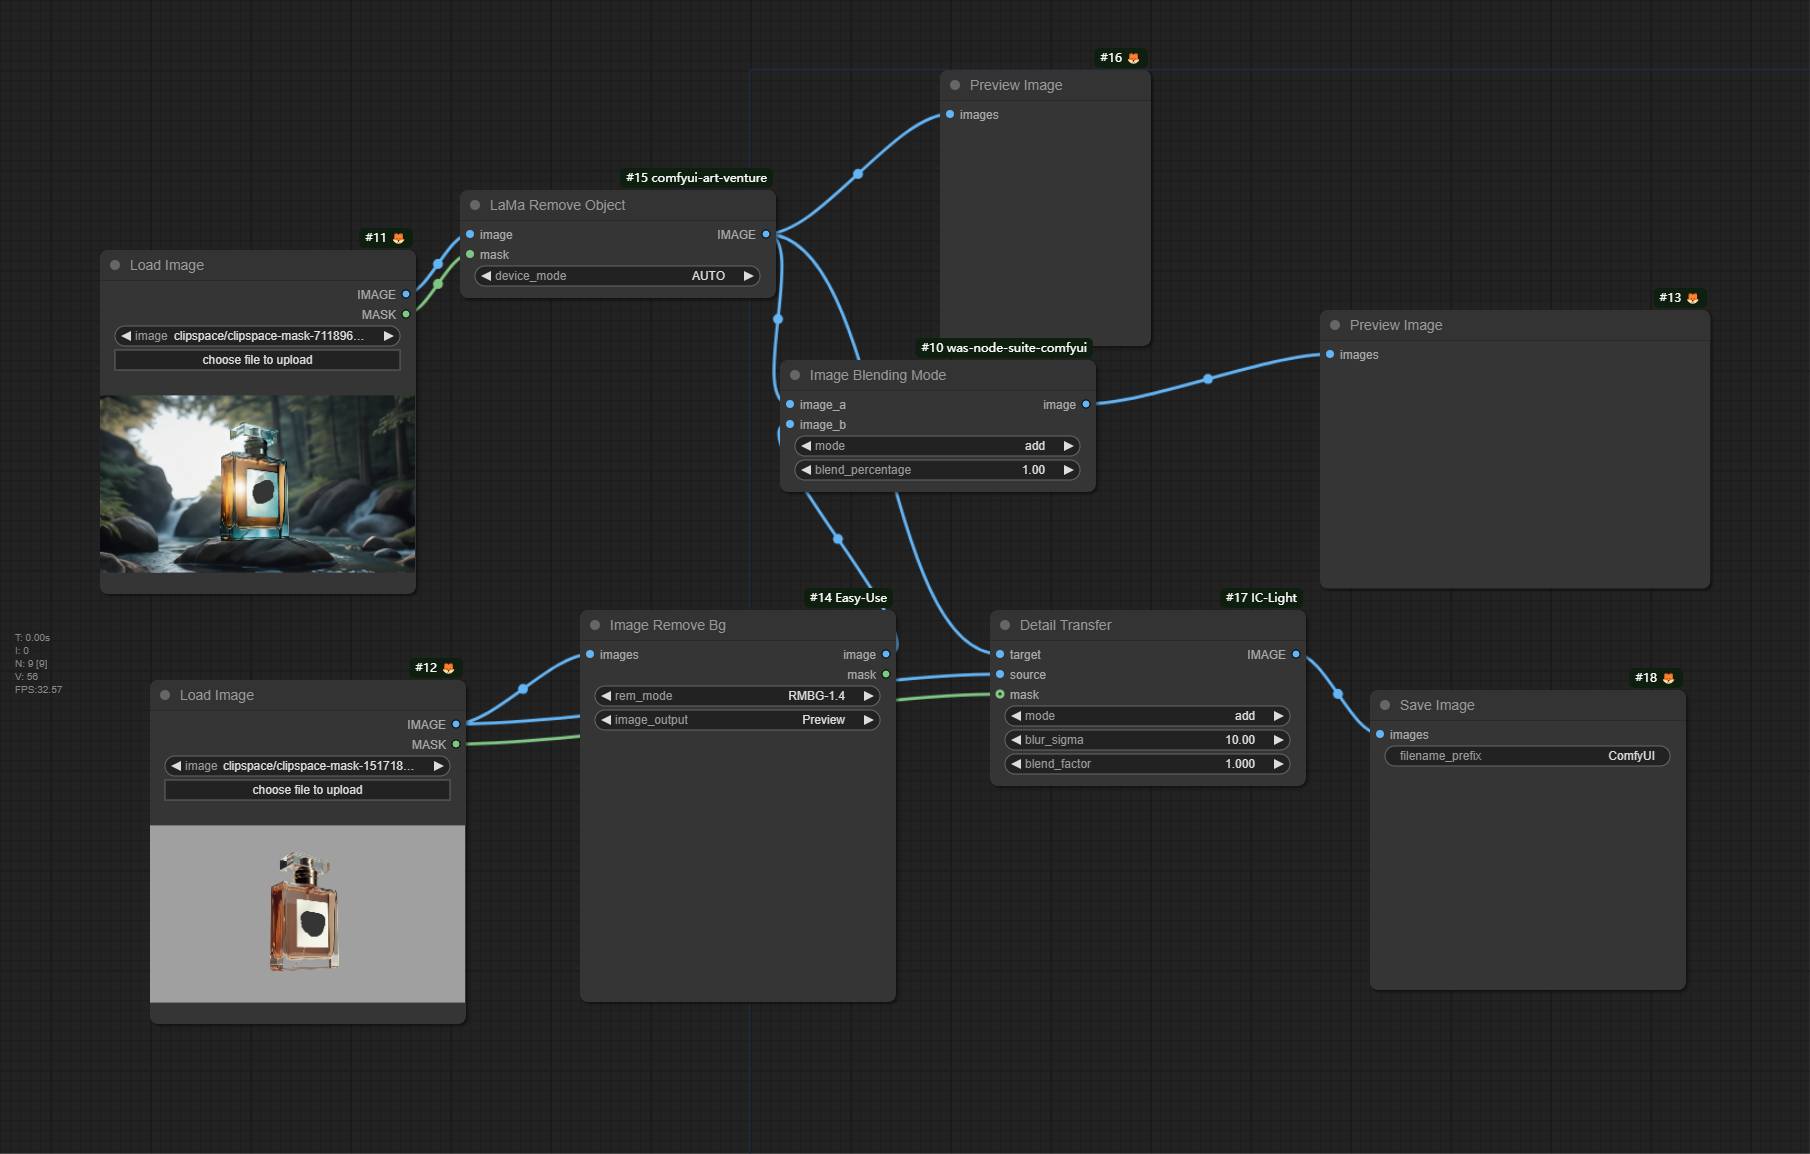 #16
Preview Image
images
#15 comfyui-art-venture
LaMa Remove Object
image IMAGE
mask
device_mode AUTO
#11
Load Image
IMAGE
MASK
image clipspace/clipspace-mask-711896...
choose file to upload
#13
Preview Image
images
#10 was-node-suite-comfyui
Image Blending Mode
image_a image
image_b
mode add
blend_percentage 1.00
#14 Easy-Use
Image Remove Bg
images image
mask
rem_mode RMBG-1.4
image_output Preview
#17 IC-Light
Detail Transfer
target IMAGE
source
mask
mode add
blur_sigma 10.00
blend_factor 1.000
T: 0.00s
I: 0
N: 9 [9]
V: 56
FPS:32.57
#12
Load Image
IMAGE
MASK
image clipspace/clipspace-mask-151718...
choose file to upload
#18
Save Image
images
filename_prefix ComfyUI